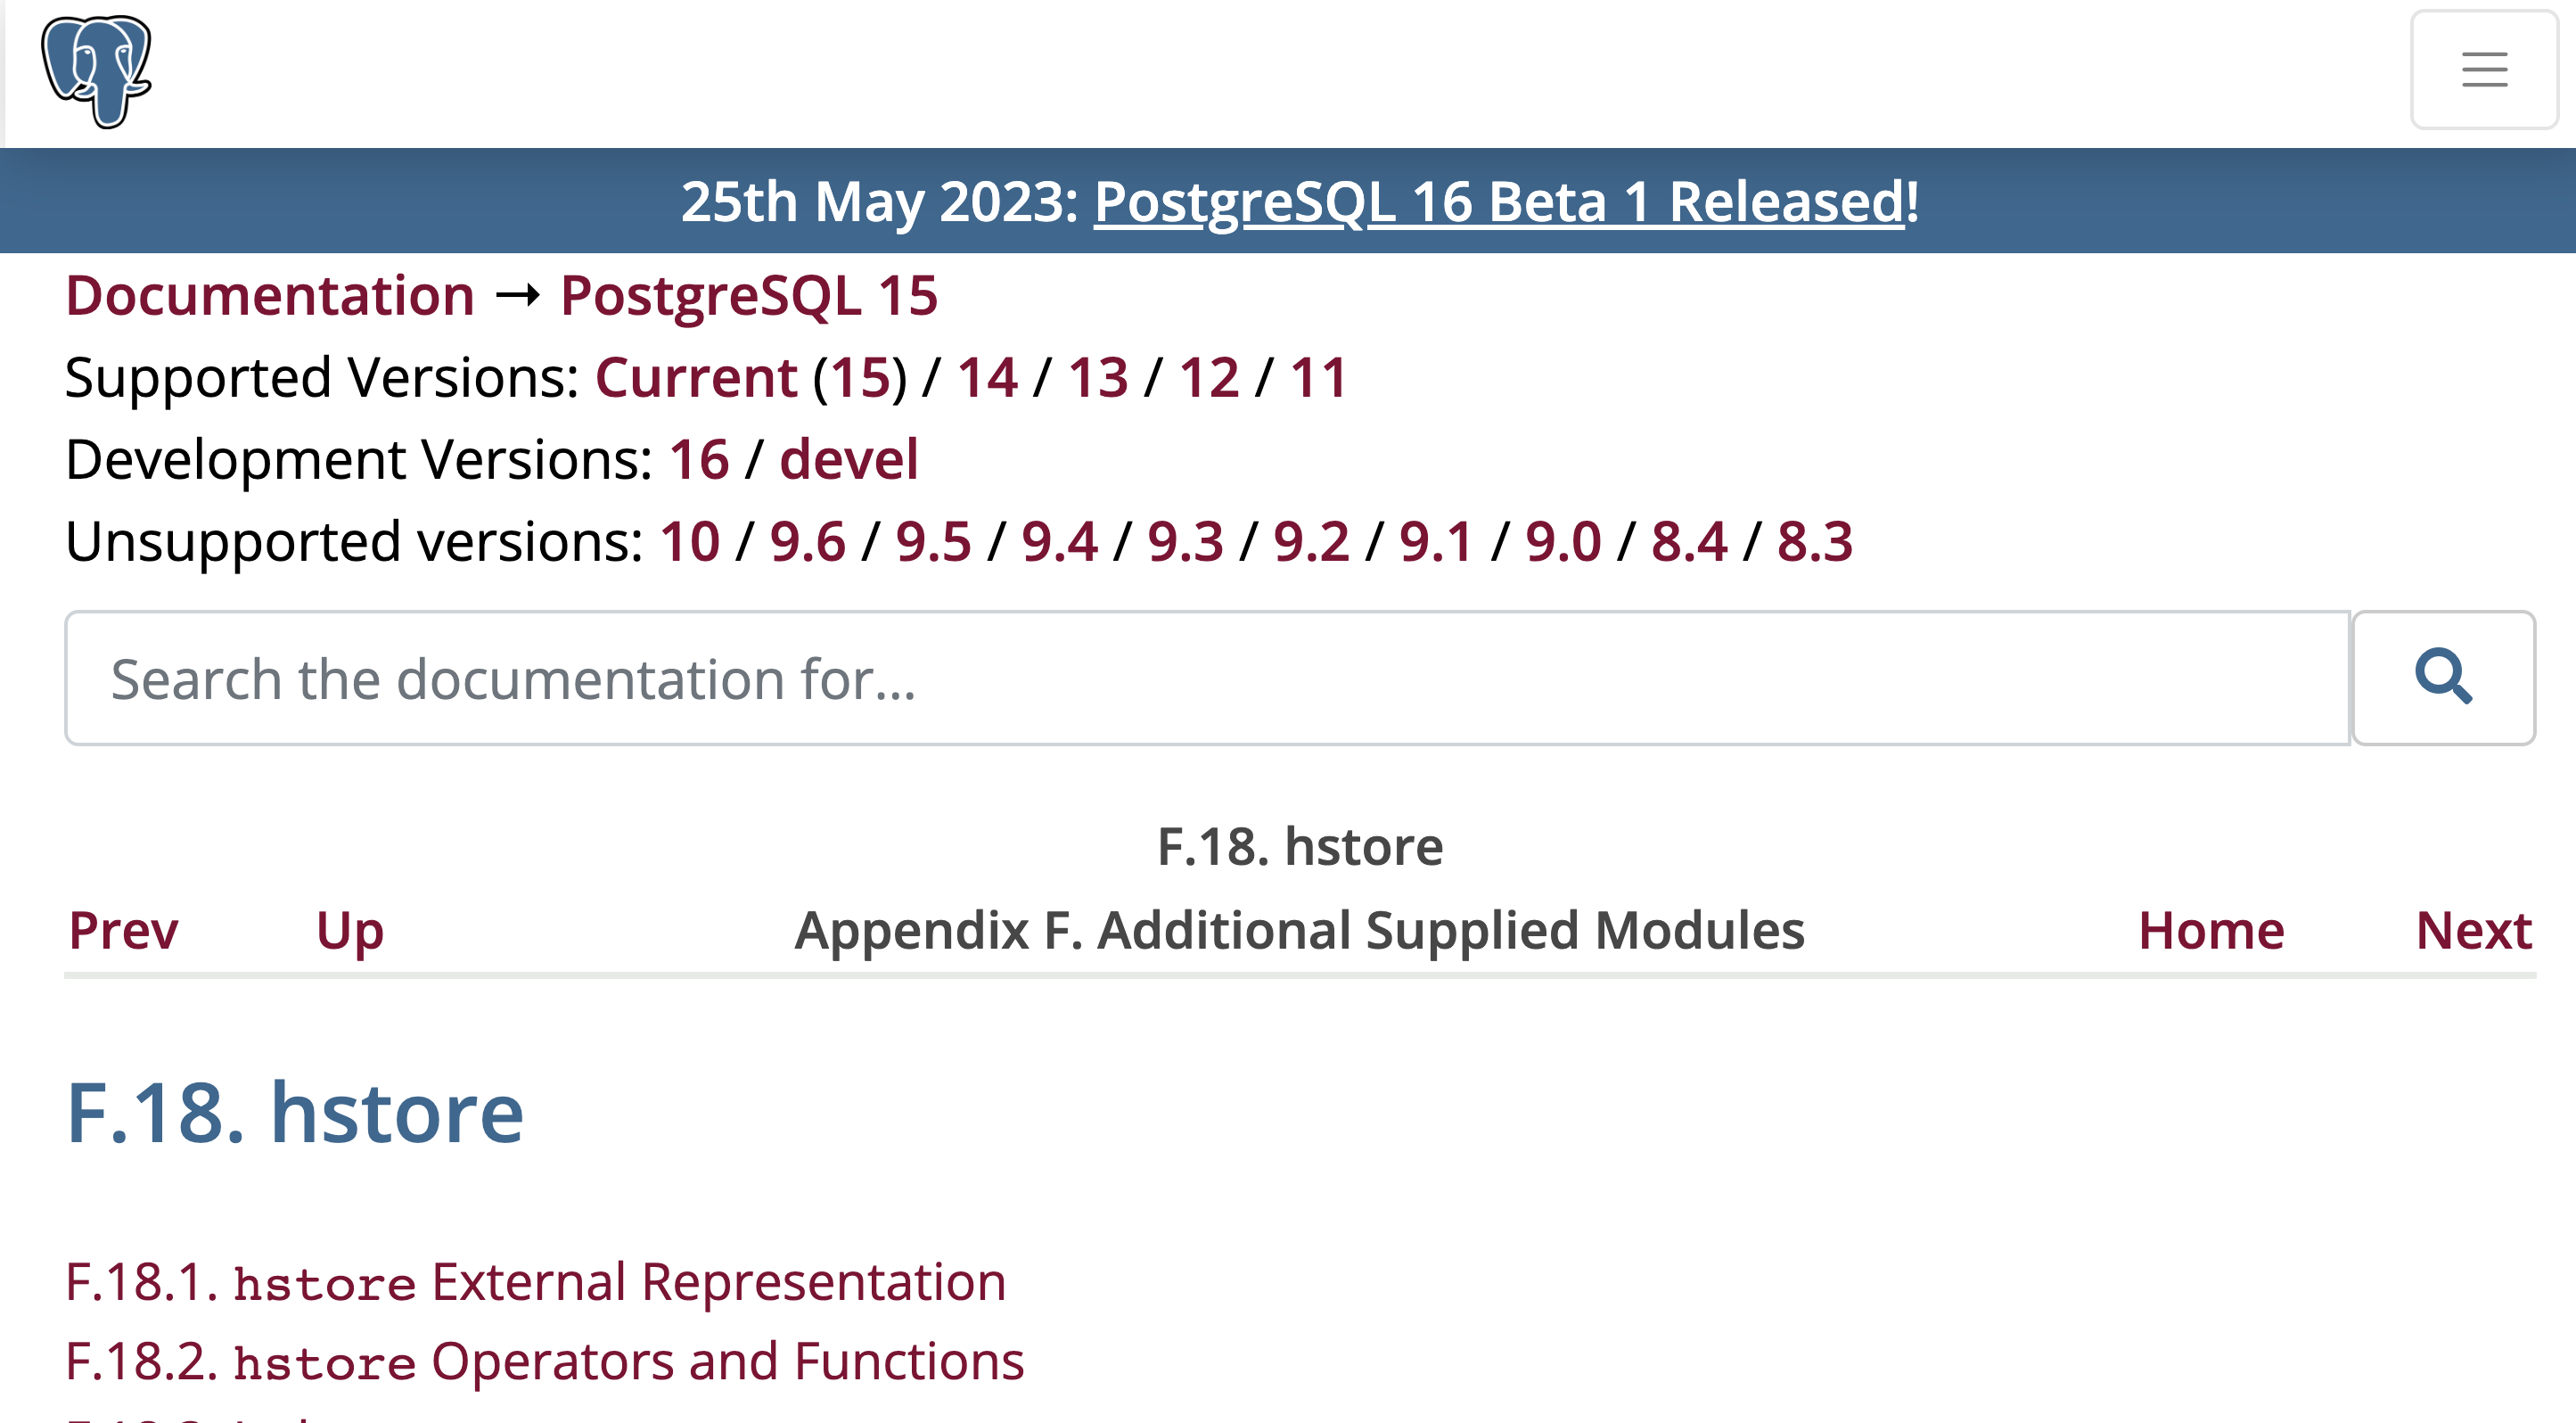 25th May 2023: PostgreSQL 16 Beta 1 Released!
Documentation → PostgreSQL 15
Supported Versions: Current (15) / 14 / 13 / 12 / 11
Development Versions: 16 / devel
Unsupported versions: 10 / 9.6 / 9.5 / 9.4 / 9.3 / 9.2 / 9.1 / 9.0 / 8.4 / 8.3
Search the documentation for...
F.18. hstore
Prev Up Appendix F. Additional Supplied Modules Home Next
F.18. hstore
F.18.1. hstore External Representation
F.18.2. hstore Operators and Functions